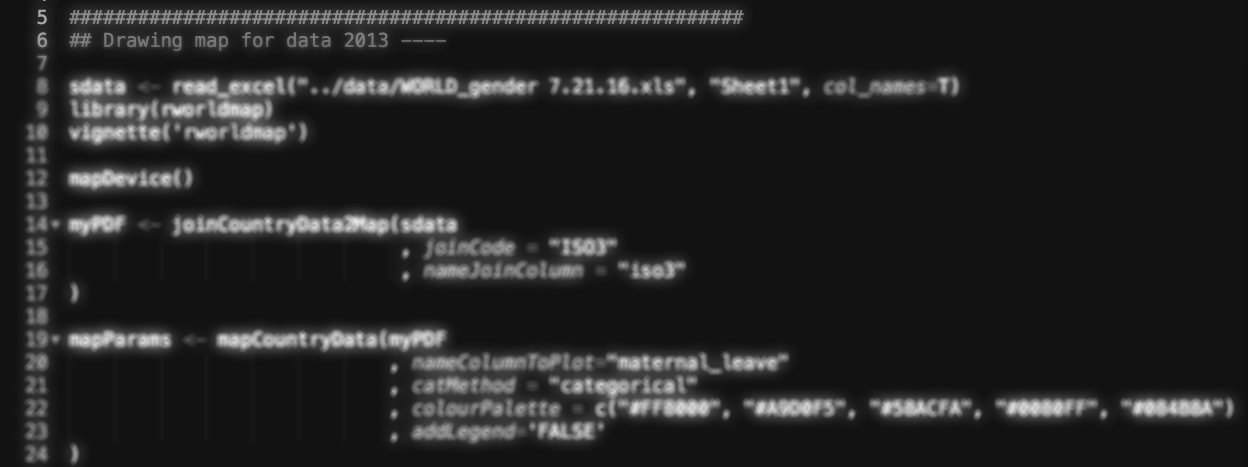 5 ###########################################################
6 ## Drawing map for data 2013 ----
7
8 sdata <- read_excel("../data/WORLD_gender 7.21.16.xls", "Sheet1", col_names=T)
9 library(rworldmap)
10 vignette('rworldmap')
11
12 mapDevice()
13
14 myPDF <- joinCountryData2Map(sdata
15 , joinCode = "ISO3"
16 , nameJoinColumn = "iso3"
17 )
18
19 mapParams <- mapCountryData(myPDF
20 , nameColumnToPlot="maternal_leave"
21 , catMethod = "categorical"
22 , colourPalette = c("#FF8000", "#A9D0F5", "#58ACFA", "#0080FF", "#084B8A")
23 , addLegend='FALSE'
24 )